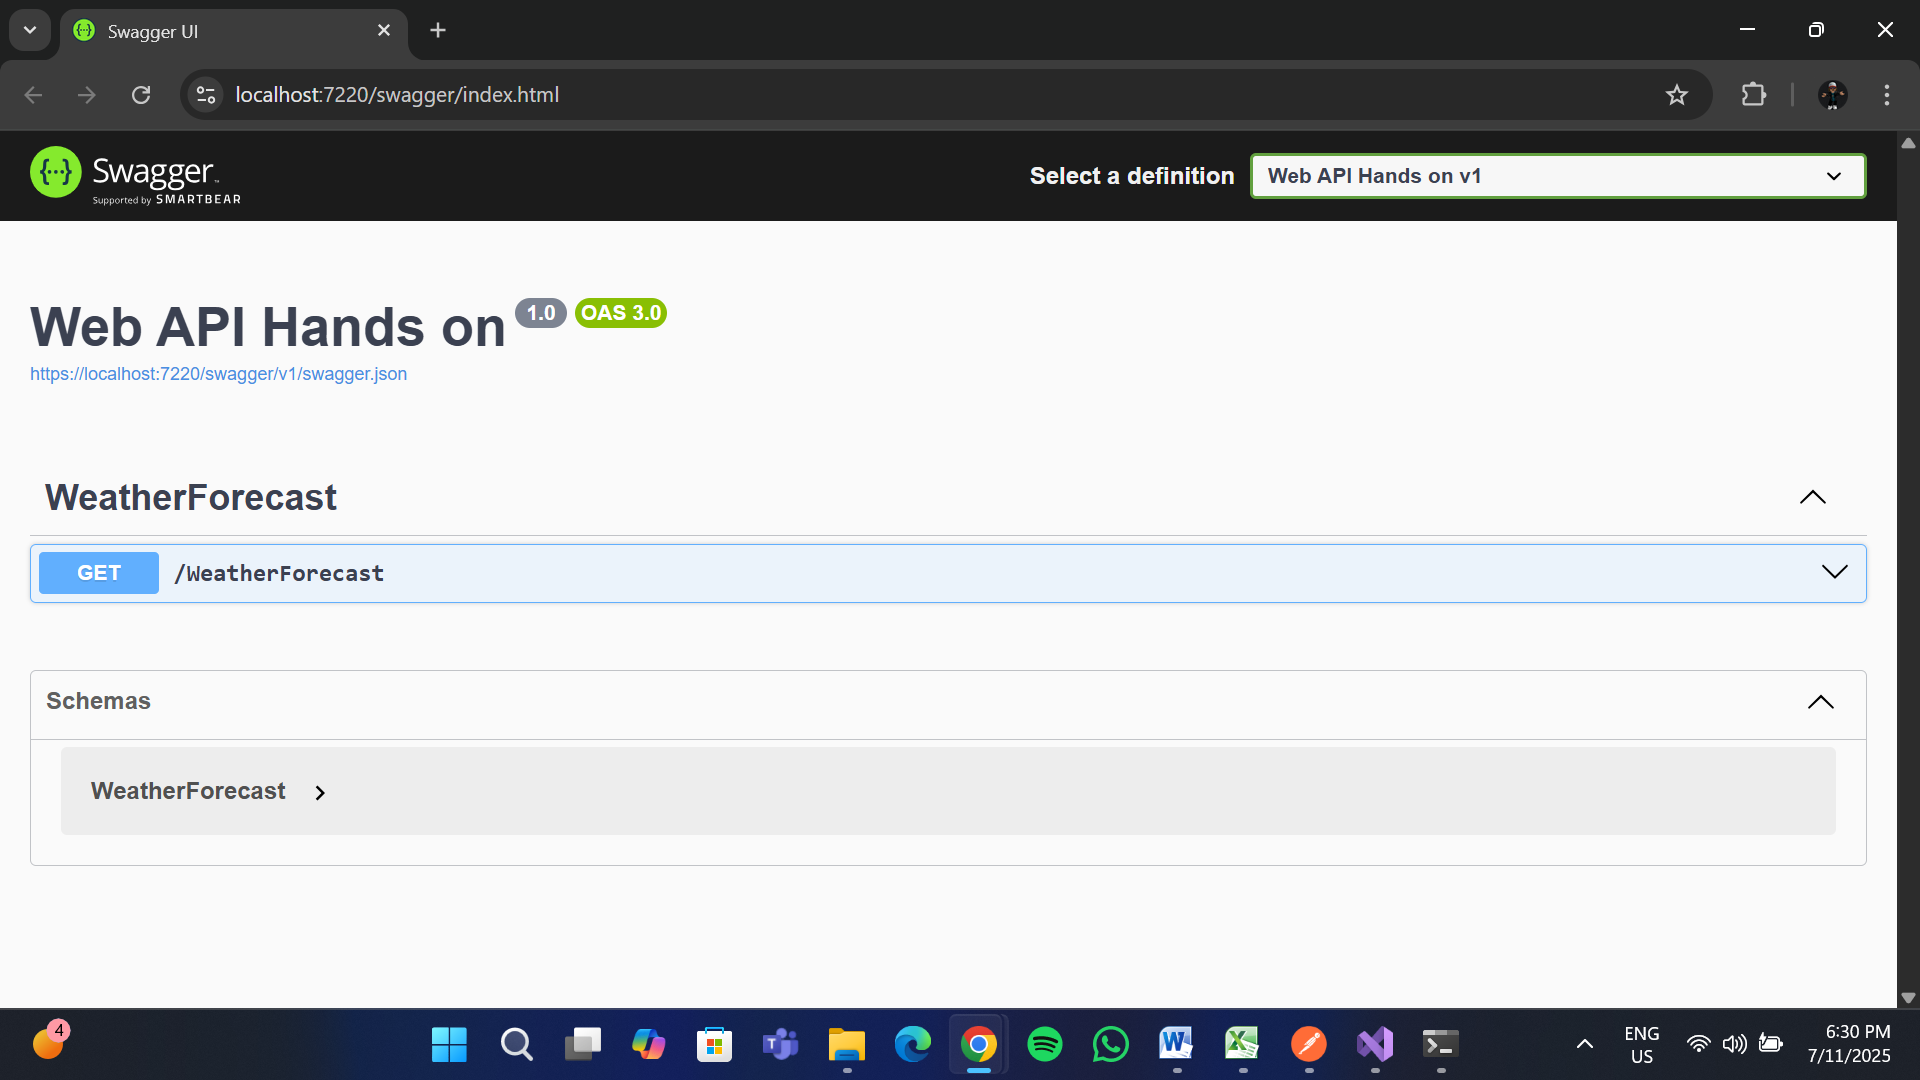 Swagger UI
localhost:7220/swagger/index.html
{···} Swagger™
Supported by SMARTBEAR
Select a definition
Web API Hands on v1
Web API Hands on 1.0 OAS 3.0
https://localhost:7220/swagger/v1/swagger.json
WeatherForecast
GET /WeatherForecast
Schemas
WeatherForecast
4
ENG
US
6:30 PM
7/11/2025